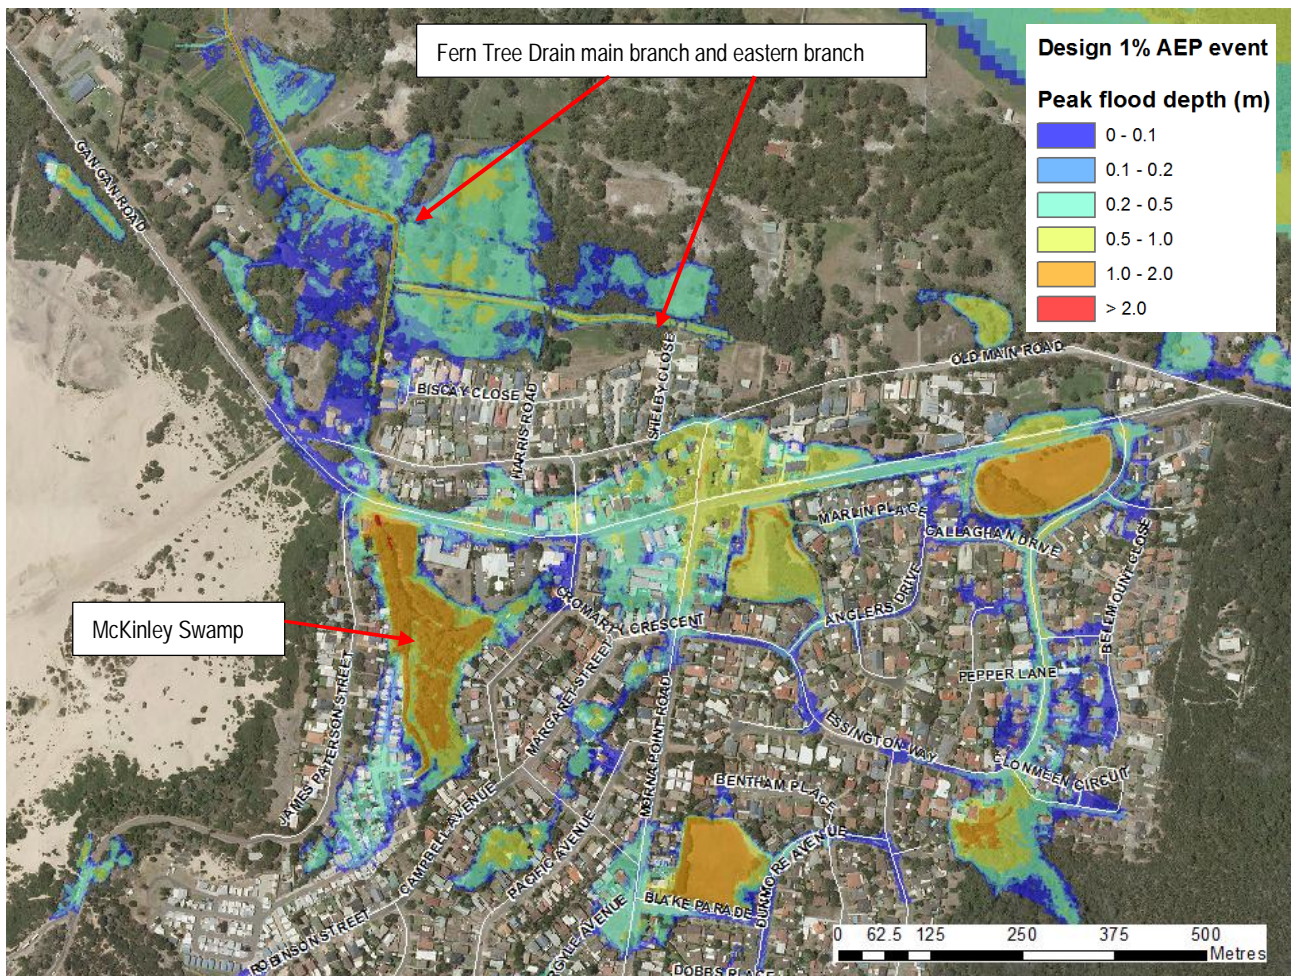 Fern Tree Drain main branch and eastern branch
Design 1% AEP event
Peak flood depth (m)
0 - 0.1
0.1 - 0.2
0.2 - 0.5
0.5 - 1.0
1.0 - 2.0
> 2.0
GAN GAN ROAD
OLD MAIN ROAD
BISCAY CLOSE
HARRIS ROAD
SHELBY CLOSE
MARLIN PLACE
CALLAGHAN DRIVE
BELLEMOUNT CLOSE
McKinley Swamp
CROMARTY CRESCENT
ANGLERS DRIVE
JAMES PATERSON STREET
MARGARET STREET
PEPPER LANE
MORNA POINT ROAD
ESSINGTON WAY
CLONMEEN CIRCUIT
BENTHAM PLACE
CAMPBELL AVENUE
PACIFIC AVENUE
DUNMORE AVENUE
BLAKE PARADE
ROBINSON STREET
ARGYLE AVENUE
DOBBS PLACE
0 62.5 125 250 375 500
Metres